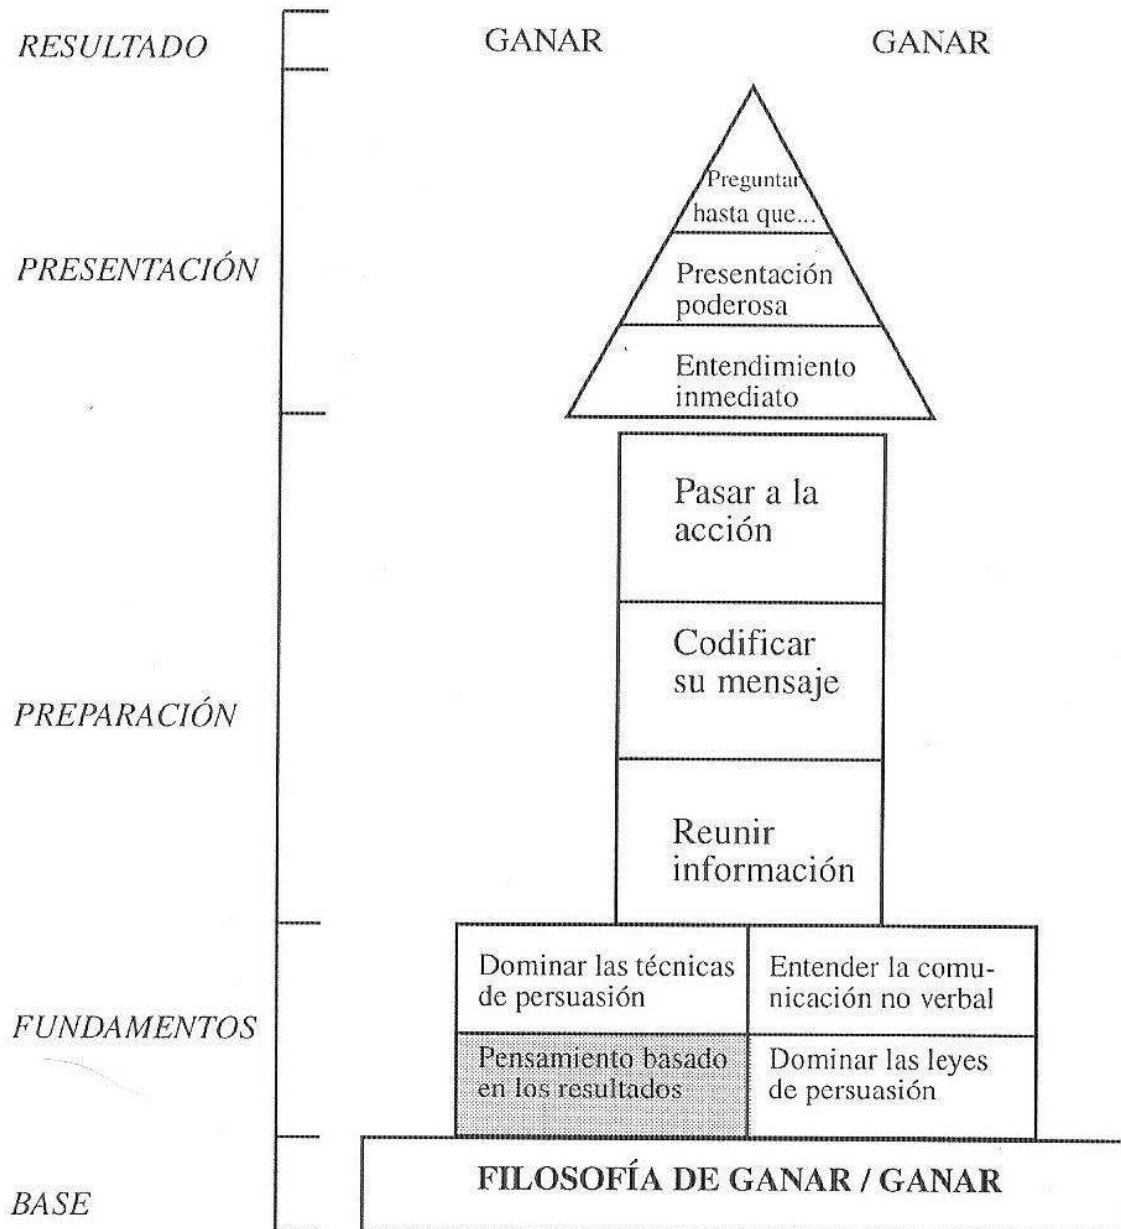 RESULTADO
GANAR
GANAR
PRESENTACIÓN
Preguntar
hasta que...
Presentación
poderosa
Entendimiento
inmediato
PREPARACIÓN
Pasar a la
acción
Codificar
su mensaje
Reunir
información
FUNDAMENTOS
Dominar las técnicas
de persuasión
Entender la comu-
nicación no verbal
Pensamiento basado
en los resultados
Dominar las leyes
de persuasión
BASE
FILOSOFÍA DE GANAR / GANAR